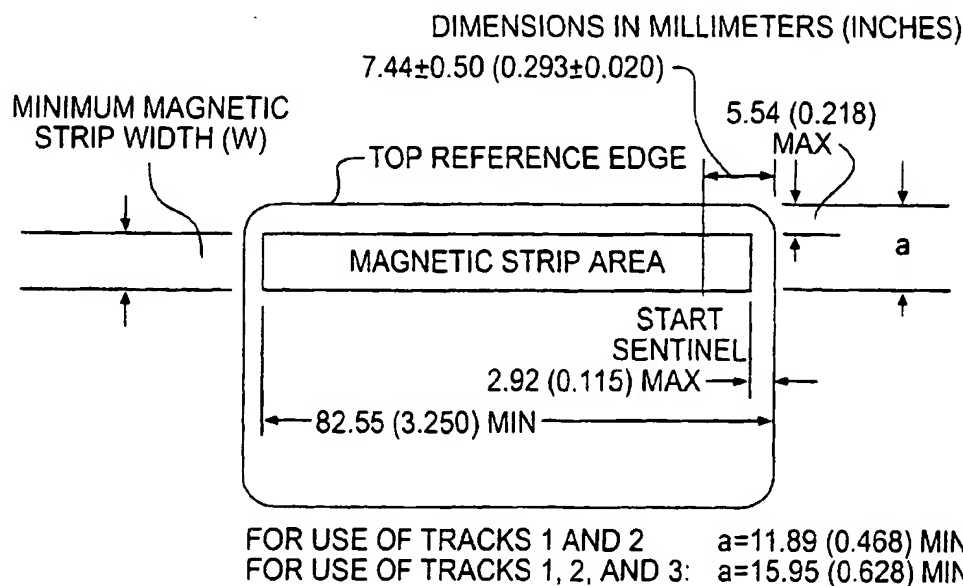 DIMENSIONS IN MILLIMETERS (INCHES)
7.44±0.50 (0.293±0.020)
MINIMUM MAGNETIC
STRIP WIDTH (W)
5.54 (0.218)
MAX
TOP REFERENCE EDGE
a
MAGNETIC STRIP AREA
START
SENTINEL
2.92 (0.115) MAX
82.55 (3.250) MIN
FOR USE OF TRACKS 1 AND 2 a=11.89 (0.468) MIN
FOR USE OF TRACKS 1, 2, AND 3: a=15.95 (0.628) MIN